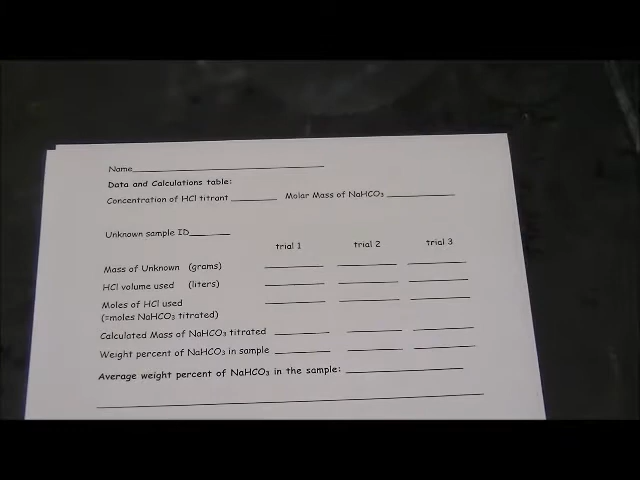 Name
Data and Calculations table:
Concentration of HCl titrant Molar Mass of NaHCO₃
Unknown sample ID
trial 1 trial 2 trial 3
Mass of Unknown (grams)
HCl volume used (liters)
Moles of HCl used
(=moles NaHCO₃ titrated)
Calculated Mass of NaHCO₃ titrated
Weight percent of NaHCO₃ in sample
Average weight percent of NaHCO₃ in the sample: